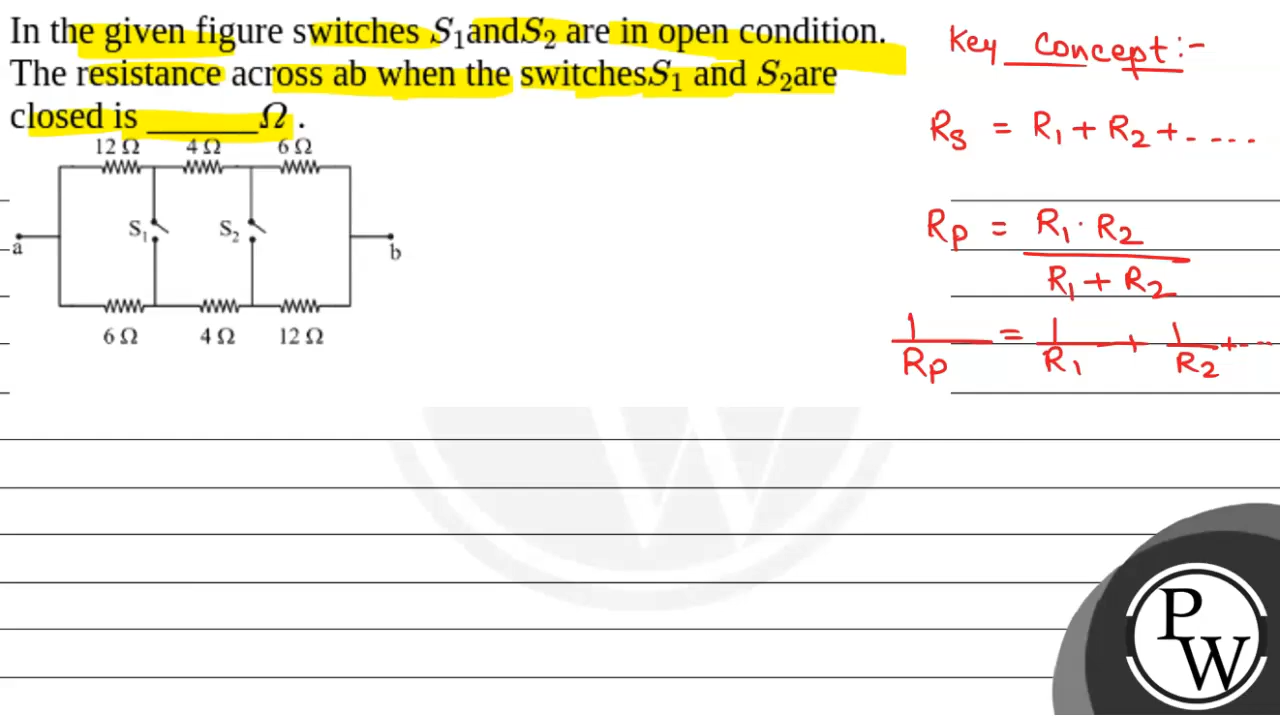 In the given figure switches S₁andS₂ are in open condition.
The resistance across ab when the switchesS₁ and S₂are
closed is ______Ω .
12 Ω 4 Ω 6 Ω
S₁ S₂
a b
6 Ω 4 Ω 12 Ω
Key Concept :-
Rs = R₁ + R₂ + - - - -
Rp = R₁ · R₂
R₁ + R₂
1/Rp = 1/R₁ + 1/R₂ + - - -
P
W